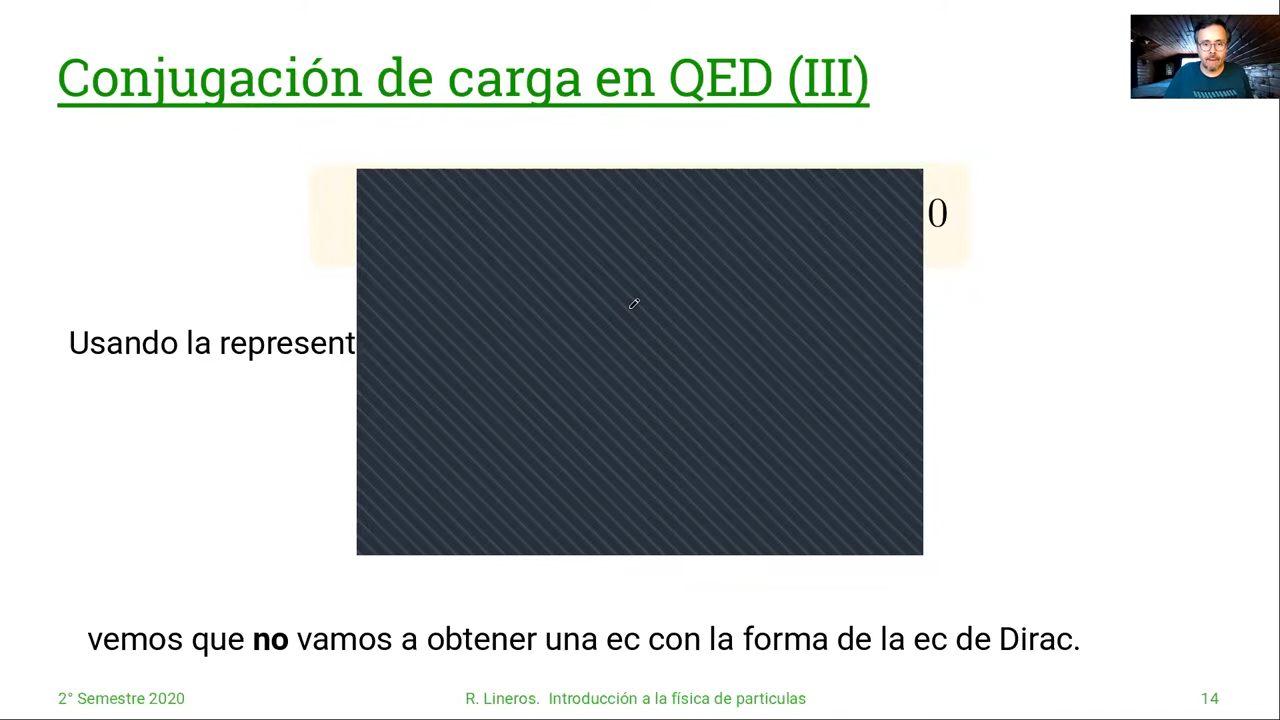 Conjugación de carga en QED (III)
0
Usando la represent
vemos que no vamos a obtener una ec con la forma de la ec de Dirac.
2° Semestre 2020
R. Lineros. Introducción a la física de particulas
14